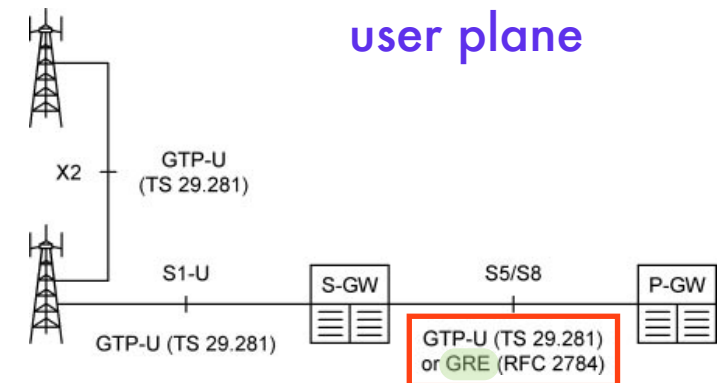 user plane
X2
GTP-U
(TS 29.281)
S1-U
S-GW
S5/S8
P-GW
GTP-U (TS 29.281)
GTP-U (TS 29.281)
or GRE (RFC 2784)